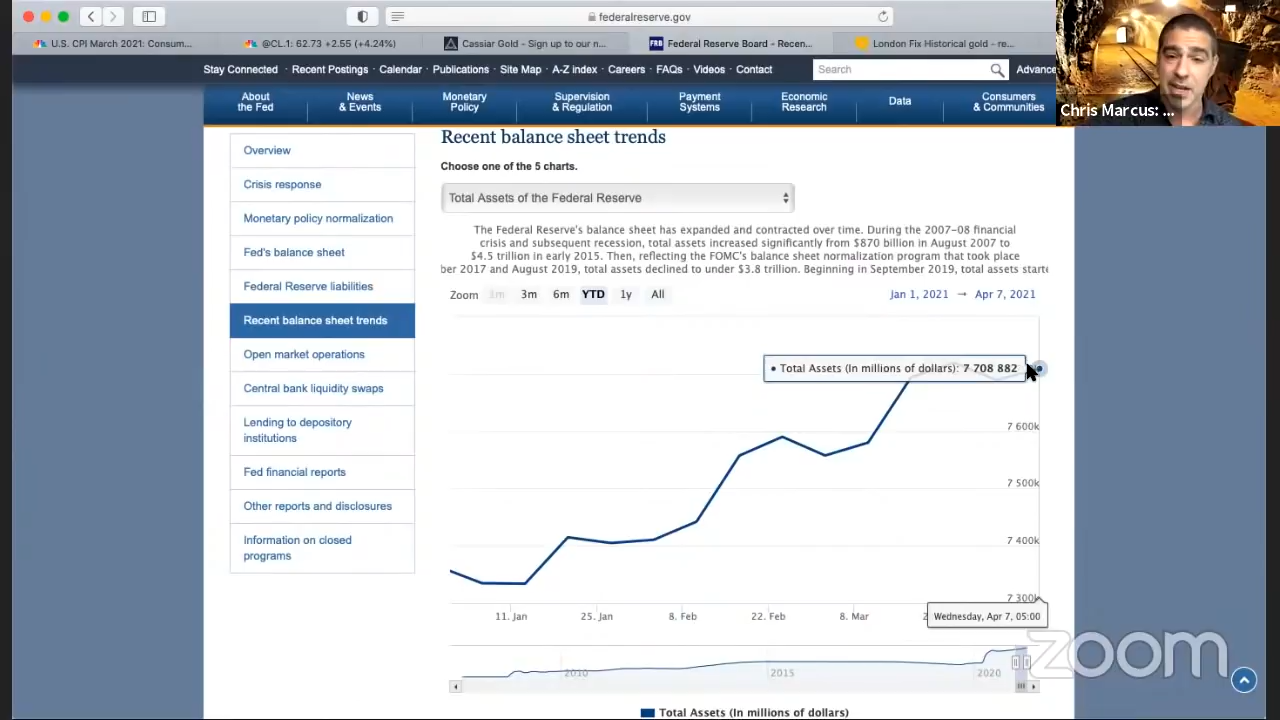 federalreserve.gov
U.S. CPI March 2021: Consum...
@CL.1: 62.73 +2.55 (+4.24%)
Cassiar Gold - Sign up to our n...
FRB Federal Reserve Board - Recen...
London Fix Historical gold - re...
Chris Marcus: ...
Stay Connected · Recent Postings · Calendar · Publications · Site Map · A-Z index · Careers · FAQs · Videos · Contact
Search
Advance
About
the Fed
News
& Events
Monetary
Policy
Supervision
& Regulation
Payment
Systems
Economic
Research
Data
Consumers
& Communities
Overview
Crisis response
Monetary policy normalization
Fed's balance sheet
Federal Reserve liabilities
Recent balance sheet trends
Open market operations
Central bank liquidity swaps
Lending to depository
institutions
Fed financial reports
Other reports and disclosures
Information on closed
programs
Recent balance sheet trends
Choose one of the 5 charts.
Total Assets of the Federal Reserve
The Federal Reserve's balance sheet has expanded and contracted over time. During the 2007-08 financial
crisis and subsequent recession, total assets increased significantly from $870 billion in August 2007 to
$4.5 trillion in early 2015. Then, reflecting the FOMC's balance sheet normalization program that took place
ber 2017 and August 2019, total assets declined to under $3.8 trillion. Beginning in September 2019, total assets starte
Zoom 1m 3m 6m YTD 1y All
Jan 1, 2021 → Apr 7, 2021
• Total Assets (In millions of dollars): 7 708 882
7 600k
7 500k
7 400k
7 300k
11. Jan 25. Jan 8. Feb 22. Feb 8. Mar 2
Wednesday, Apr 7, 05:00
2010 2015 2020
Total Assets (In millions of dollars)
zoom